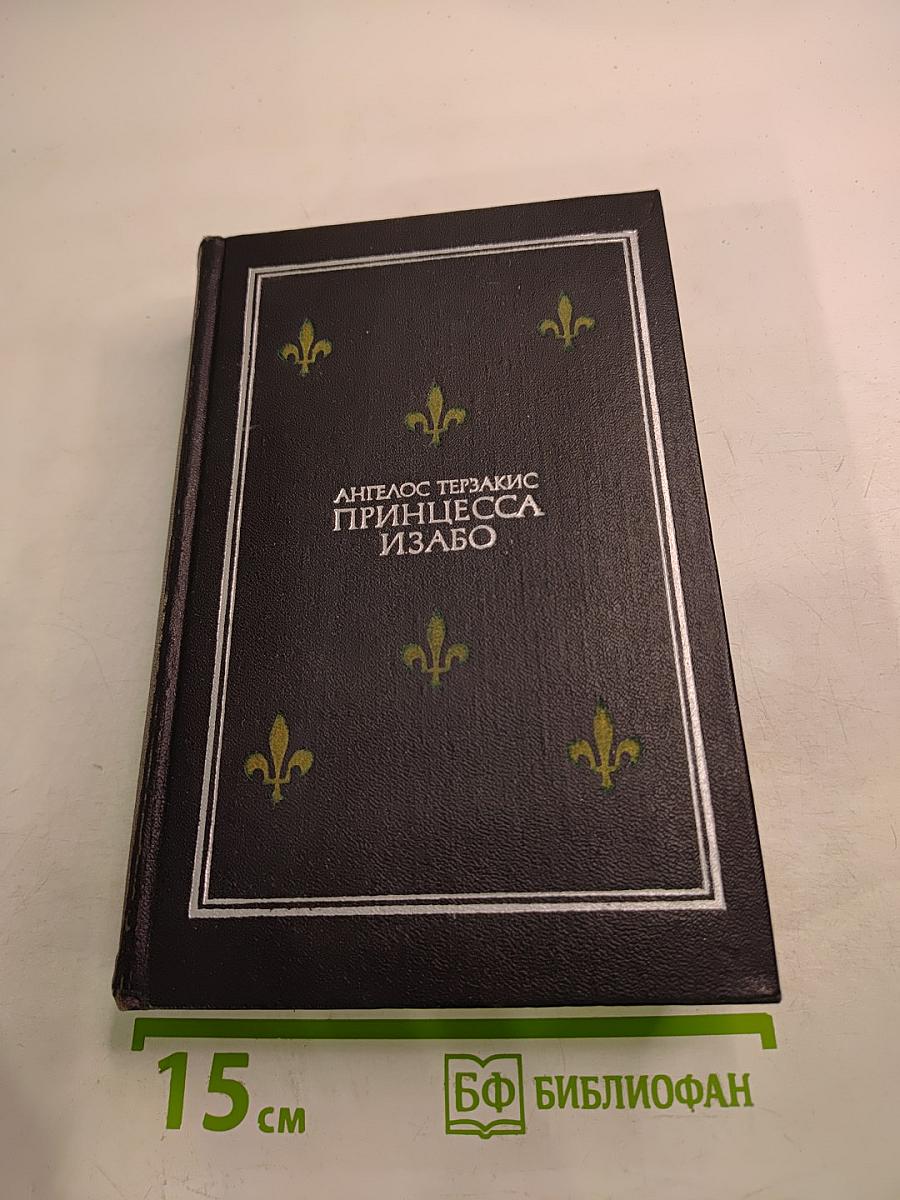 АНГЕЛОС ТЕРЗАКИС
ПРИНЦЕССА
ИЗАБО
15 см
БФ БИБЛИОФАН